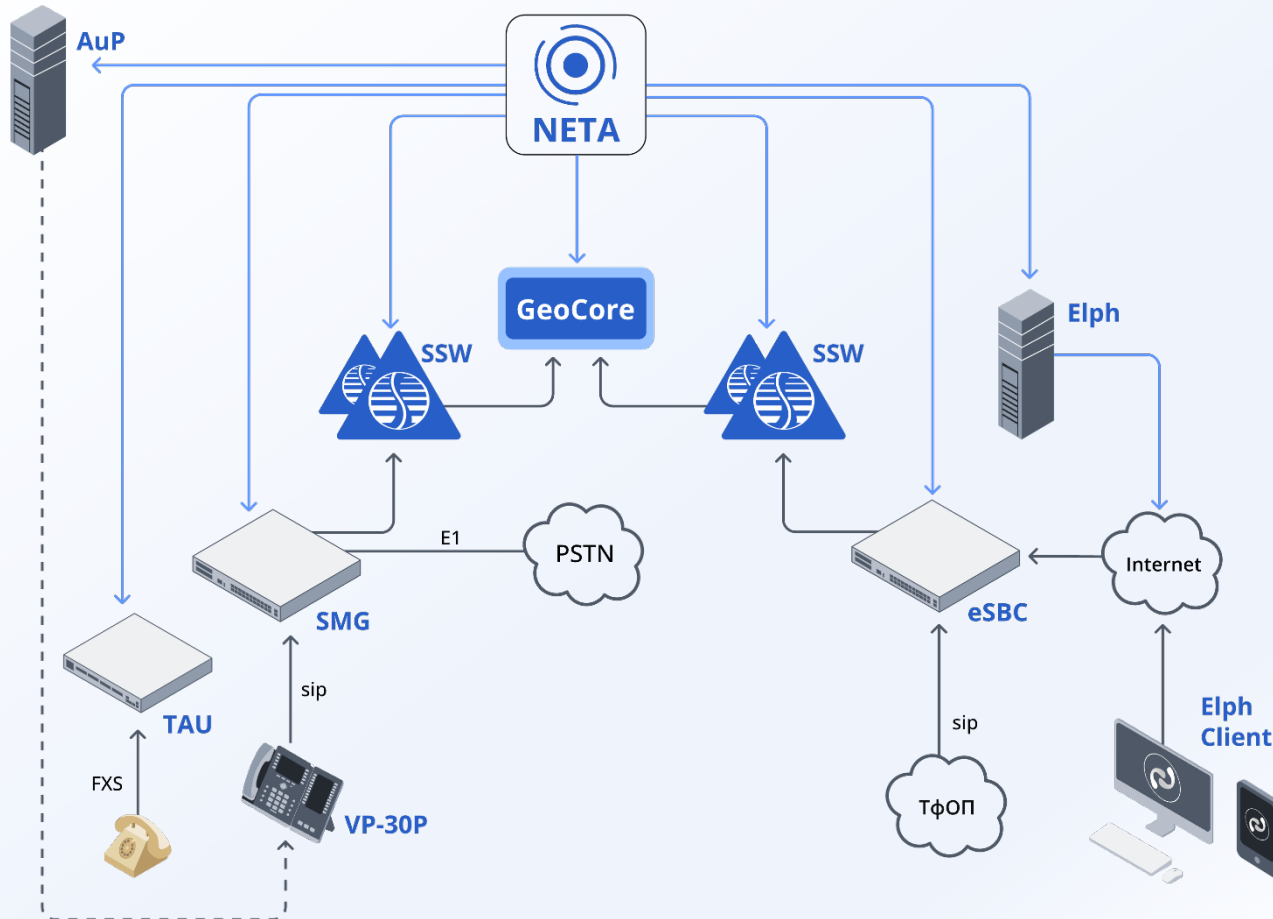 AuP
NETA
GeoCore
Elph
SSW
SSW
E1
PSTN
Internet
SMG
eSBC
sip
TAU
sip
Elph
Client
FXS
VP-30P
ТфОП